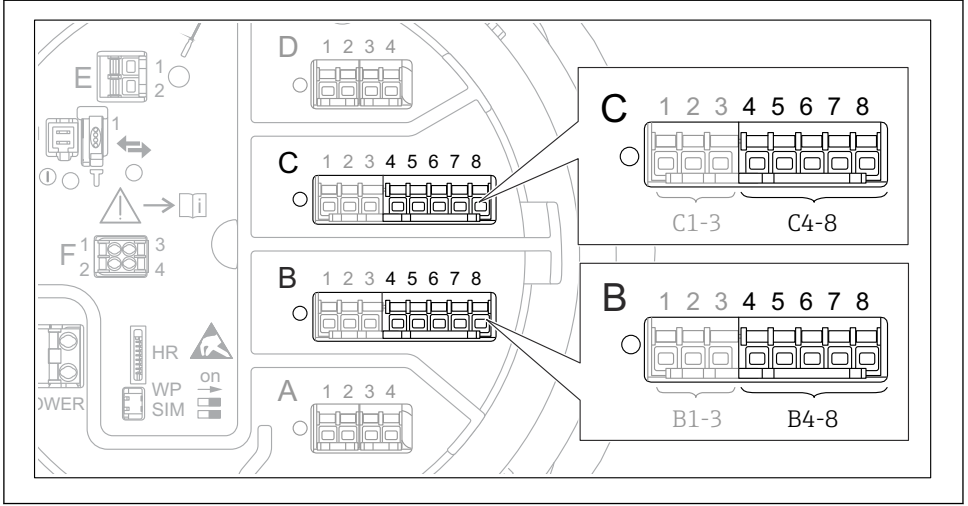 D 1 2 3 4
E 1
2
1
C 1 2 3 4 5 6 7 8
C 1 2 3 4 5 6 7 8
C1-3 C4-8
i
F 1 3
2 4
B 1 2 3 4 5 6 7 8
B 1 2 3 4 5 6 7 8
B1-3 B4-8
HR
on
WP
SIM
OWER
A 1 2 3 4